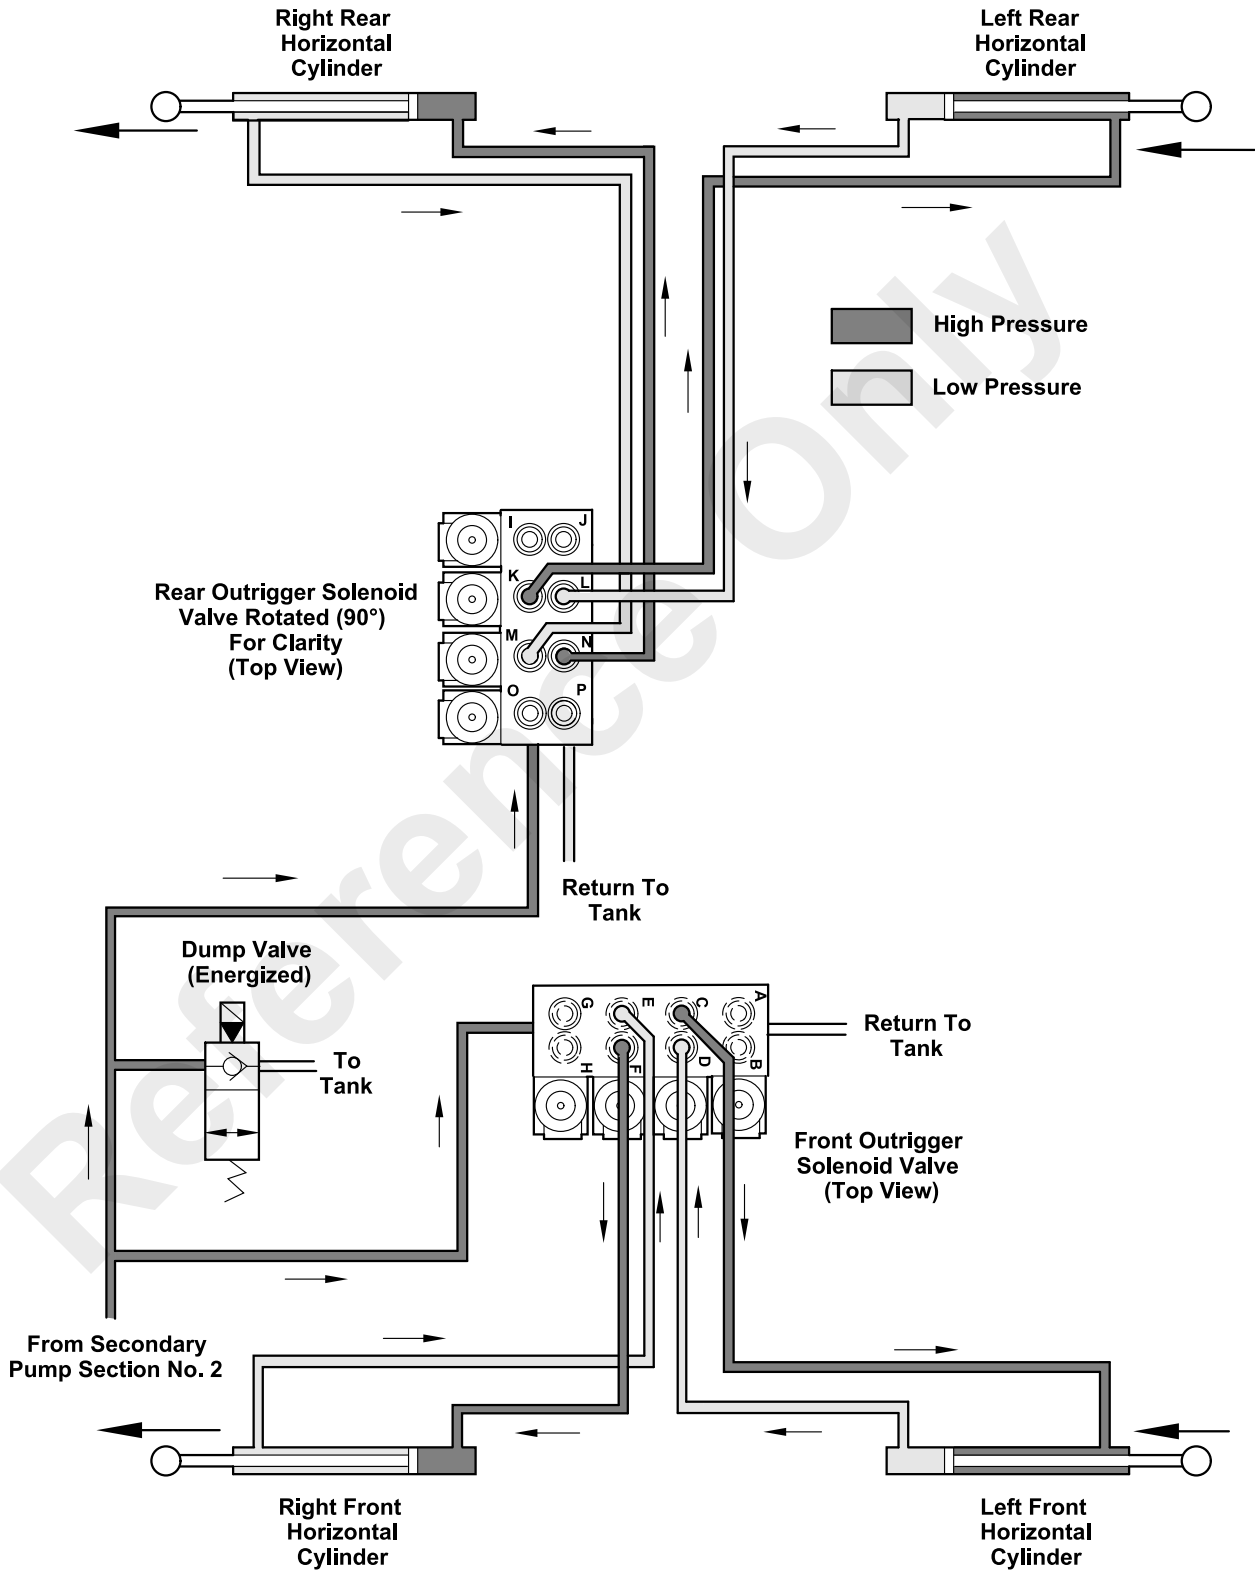 Right Rear
Horizontal
Cylinder
Left Rear
Horizontal
Cylinder
High Pressure
Low Pressure
I
J
K
L
M
N
O
P
Rear Outrigger Solenoid
Valve Rotated (90°)
For Clarity
(Top View)
Return To
Tank
Dump Valve
(Energized)
To
Tank
G
E
C
A
H
F
D
B
Return To
Tank
Front Outrigger
Solenoid Valve
(Top View)
From Secondary
Pump Section No. 2
Right Front
Horizontal
Cylinder
Left Front
Horizontal
Cylinder
Reference Only